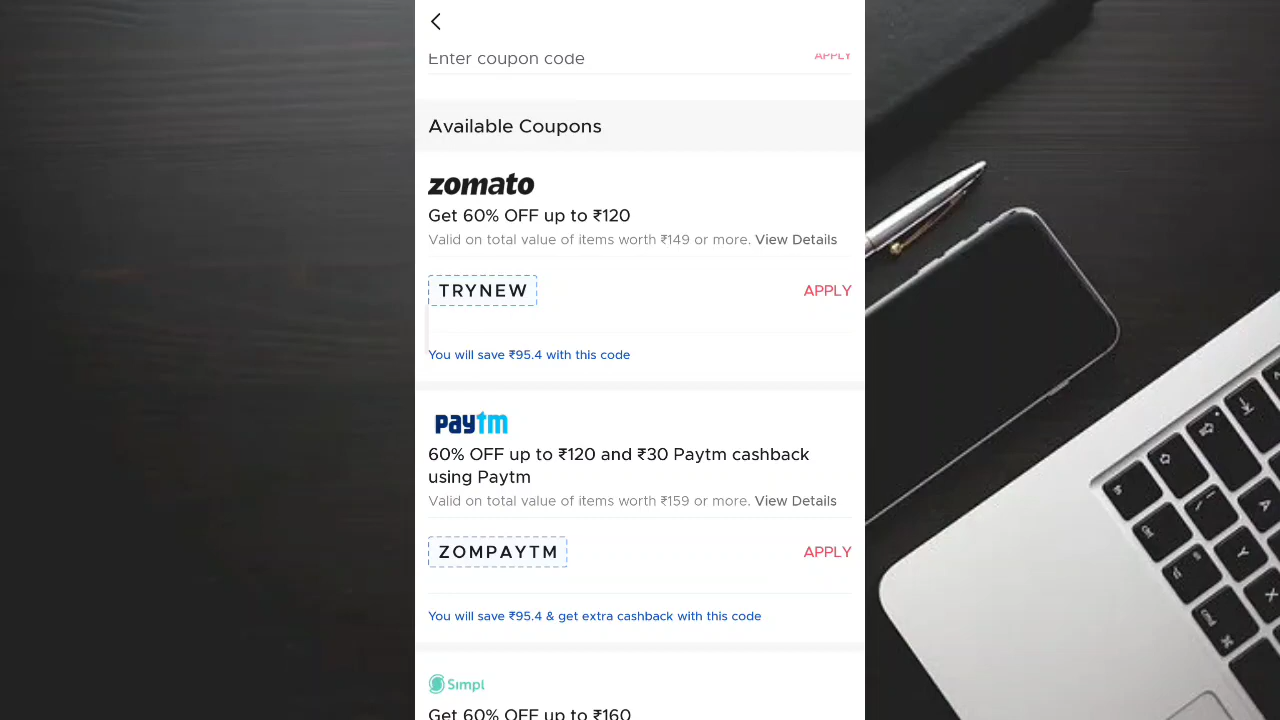 Enter coupon code
APPLY
Available Coupons
zomato
Get 60% OFF up to ₹120
Valid on total value of items worth ₹149 or more. View Details
TRYNEW
APPLY
You will save ₹95.4 with this code
paytm
60% OFF up to ₹120 and ₹30 Paytm cashback
using Paytm
Valid on total value of items worth ₹159 or more. View Details
ZOMPAYTM
APPLY
You will save ₹95.4 & get extra cashback with this code
Simpl
Get 60% OFF up to ₹160